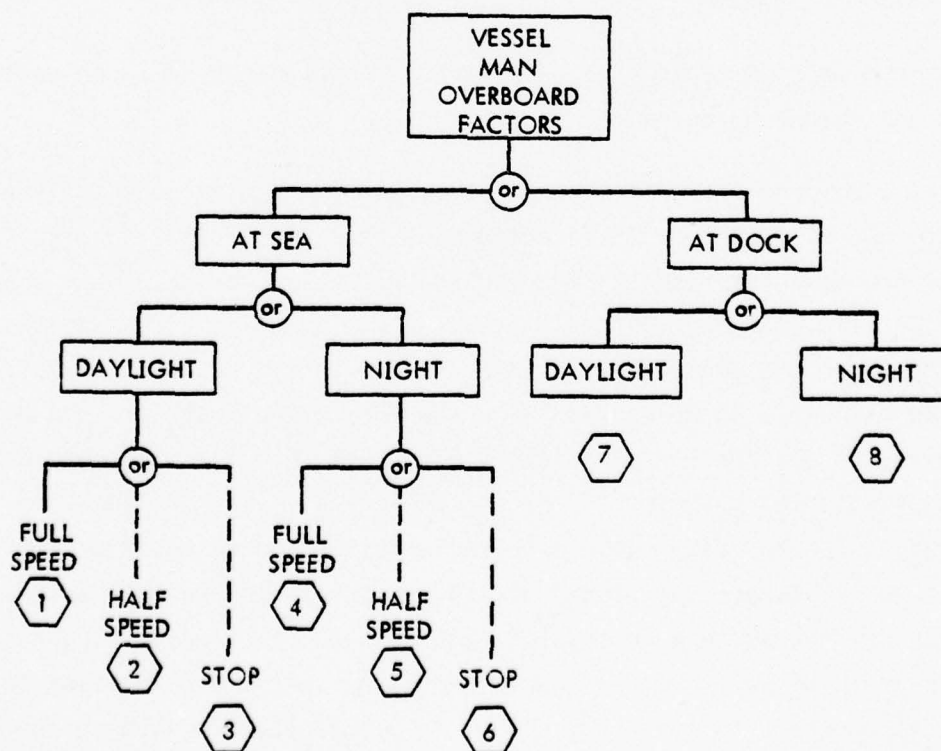 VESSEL
MAN
OVERBOARD
FACTORS
or
AT SEA
AT DOCK
or
or
DAYLIGHT
NIGHT
DAYLIGHT
NIGHT
7
8
or
or
FULL
SPEED
1
HALF
SPEED
2
STOP
3
FULL
SPEED
4
HALF
SPEED
5
STOP
6